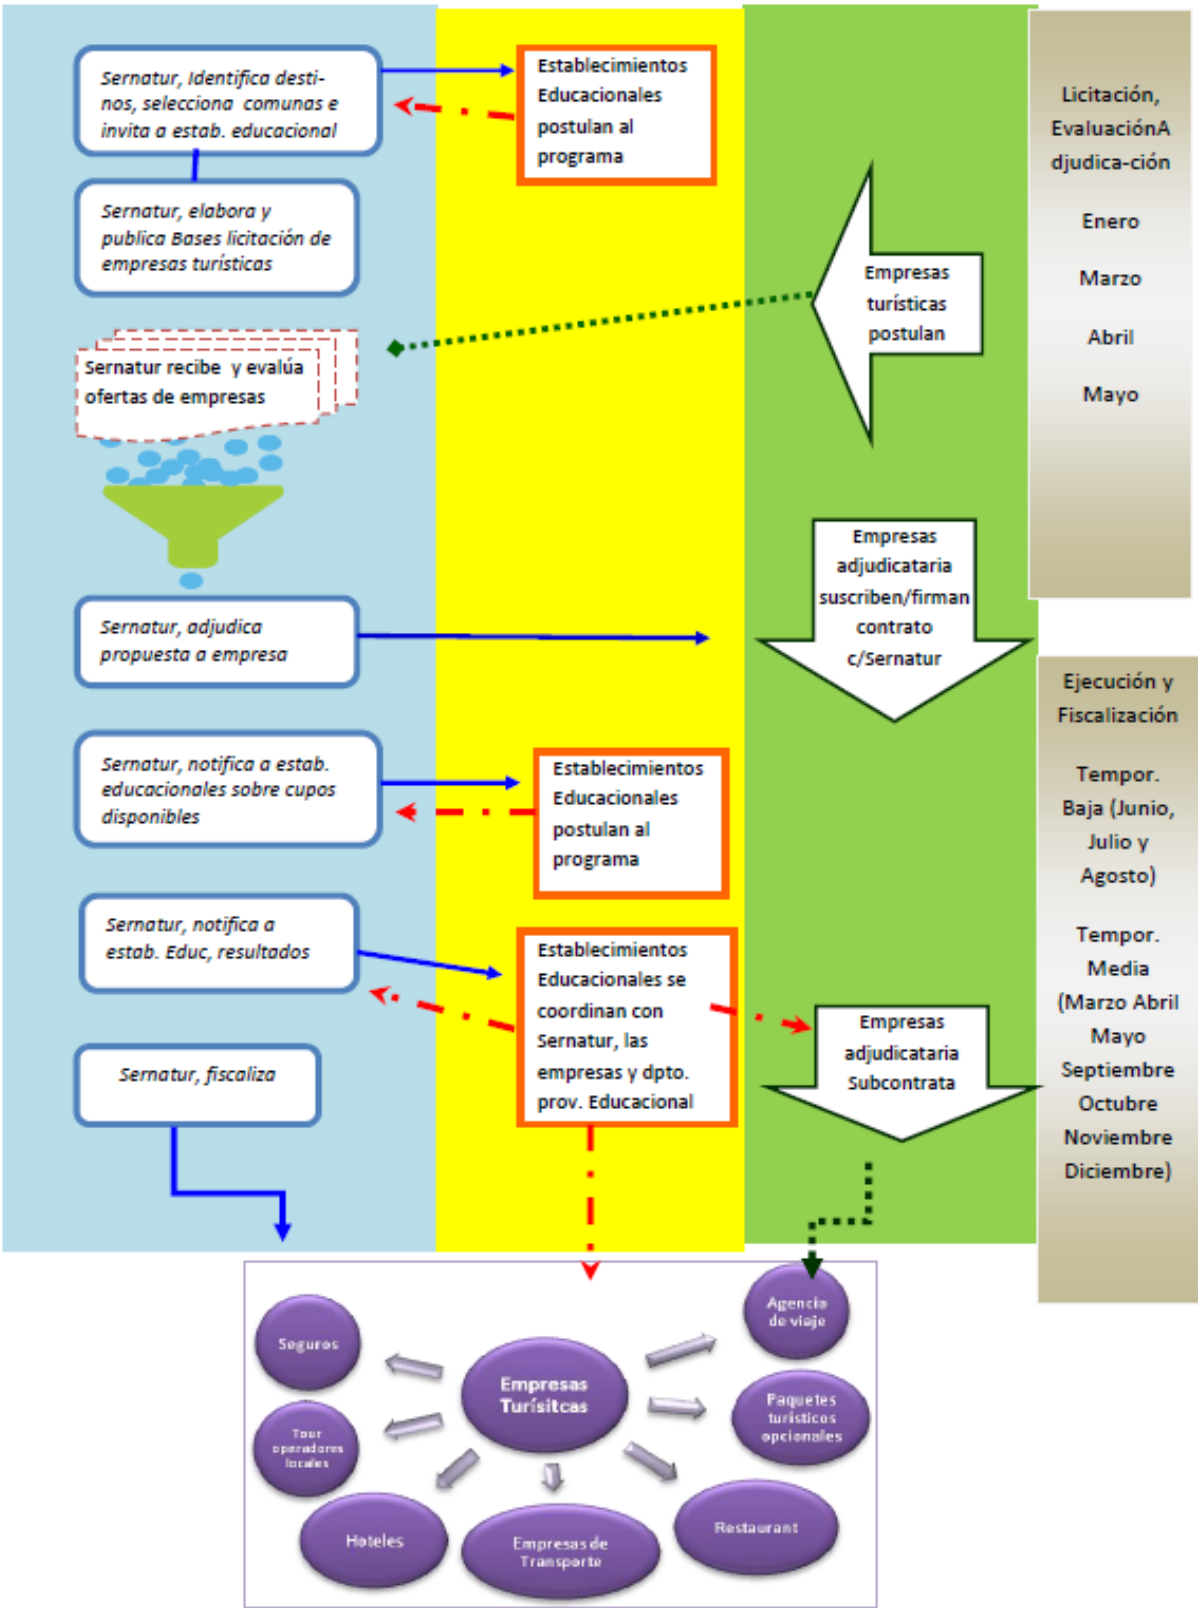 Sernatur, Identifica desti-
nos, selecciona comunas e
invita a estab. educacional
Establecimientos
Educacionales
postulan al
programa
Licitación,
EvaluaciónA
djudica-ción
Enero
Marzo
Abril
Mayo
Sernatur, elabora y
publica Bases licitación de
empresas turísticas
Empresas
turísticas
postulan
Sernatur recibe y evalúa
ofertas de empresas
Empresas
adjudicataria
suscriben/firman
contrato
c/Sernatur
Sernatur, adjudica
propuesta a empresa
Ejecución y
Fiscalización
Tempor.
Baja (Junio,
Julio y
Agosto)
Tempor.
Media
(Marzo Abril
Mayo
Septiembre
Octubre
Noviembre
Diciembre)
Sernatur, notifica a estab.
educacionales sobre cupos
disponibles
Establecimientos
Educacionales
postulan al
programa
Sernatur, notifica a
estab. Educ, resultados
Establecimientos
Educacionales se
coordinan con
Sernatur, las
empresas y dpto.
prov. Educacional
Empresas
adjudicataria
Subcontrata
Sernatur, fiscaliza
Agencia
de viaje
Seguros
Empresas
Turísitcas
Paquetes
turísticos
opcionales
Tour
operadores
locales
Hoteles
Empresas de
Transporte
Restaurant